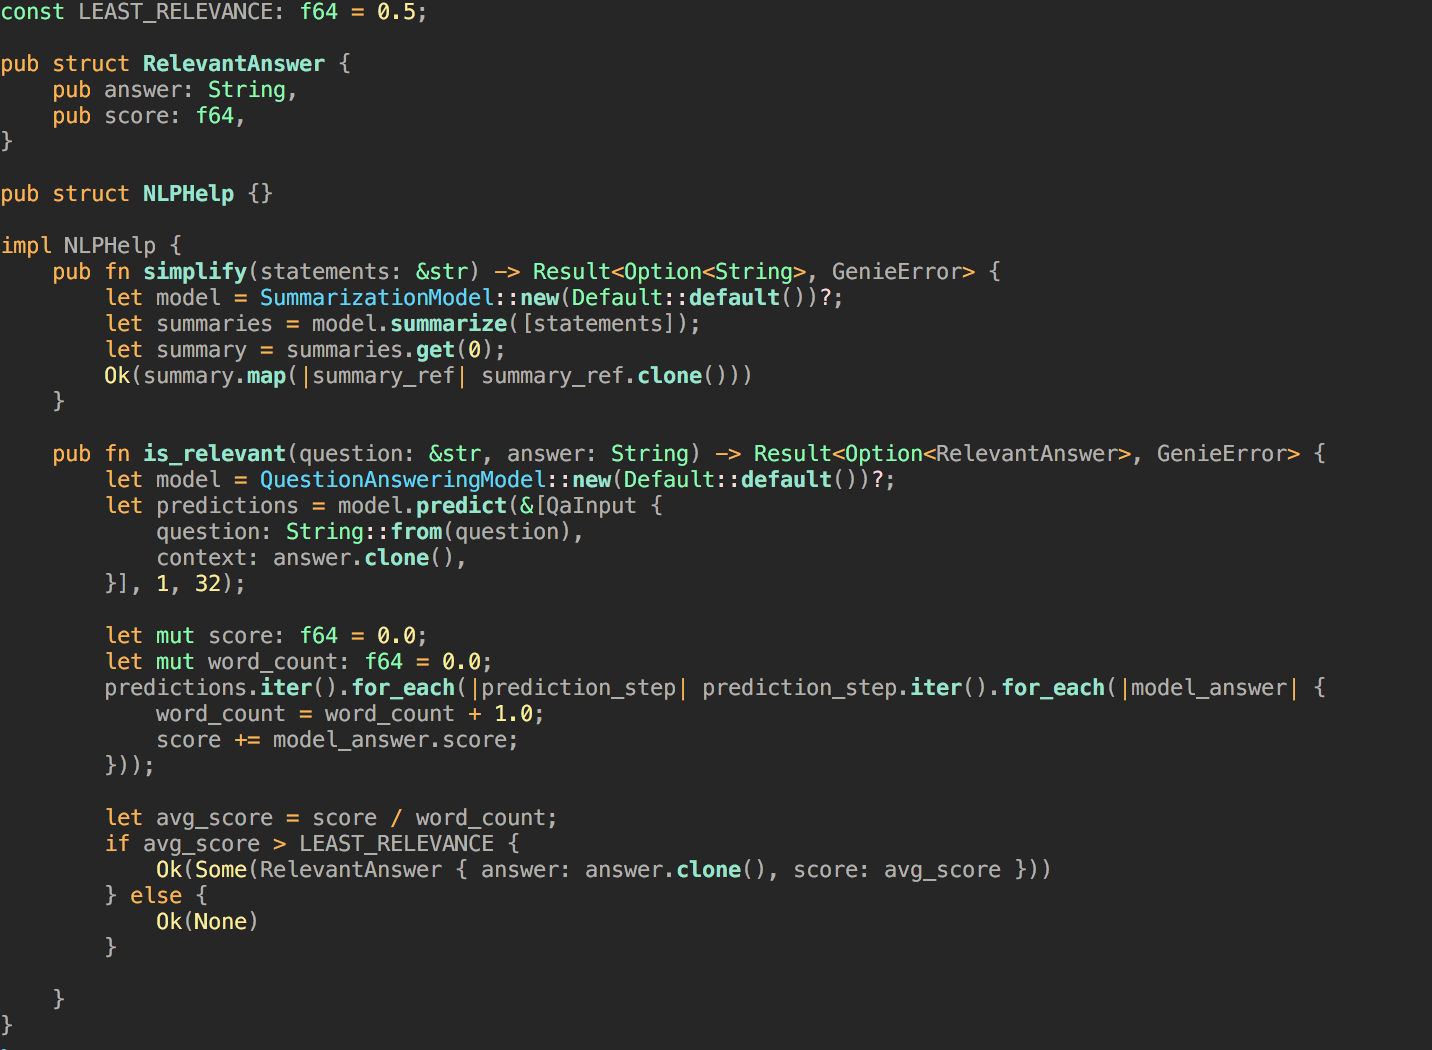 const LEAST_RELEVANCE: f64 = 0.5;
pub struct RelevantAnswer {
    pub answer: String,
    pub score: f64,
}
pub struct NLPHelp {}
impl NLPHelp {
    pub fn simplify(statements: &str) -> Result<Option<String>, GenieError> {
        let model = SummarizationModel::new(Default::default())?;
        let summaries = model.summarize([statements]);
        let summary = summaries.get(0);
        Ok(summary.map(|summary_ref| summary_ref.clone()))
    }
    pub fn is_relevant(question: &str, answer: String) -> Result<Option<RelevantAnswer>, GenieError> {
        let model = QuestionAnsweringModel::new(Default::default())?;
        let predictions = model.predict(&[QaInput {
            question: String::from(question),
            context: answer.clone(),
        }], 1, 32);
        let mut score: f64 = 0.0;
        let mut word_count: f64 = 0.0;
        predictions.iter().for_each(|prediction_step| prediction_step.iter().for_each(|model_answer| {
            word_count = word_count + 1.0;
            score += model_answer.score;
        }));
        let avg_score = score / word_count;
        if avg_score > LEAST_RELEVANCE {
            Ok(Some(RelevantAnswer { answer: answer.clone(), score: avg_score }))
        } else {
            Ok(None)
        }
    }
}